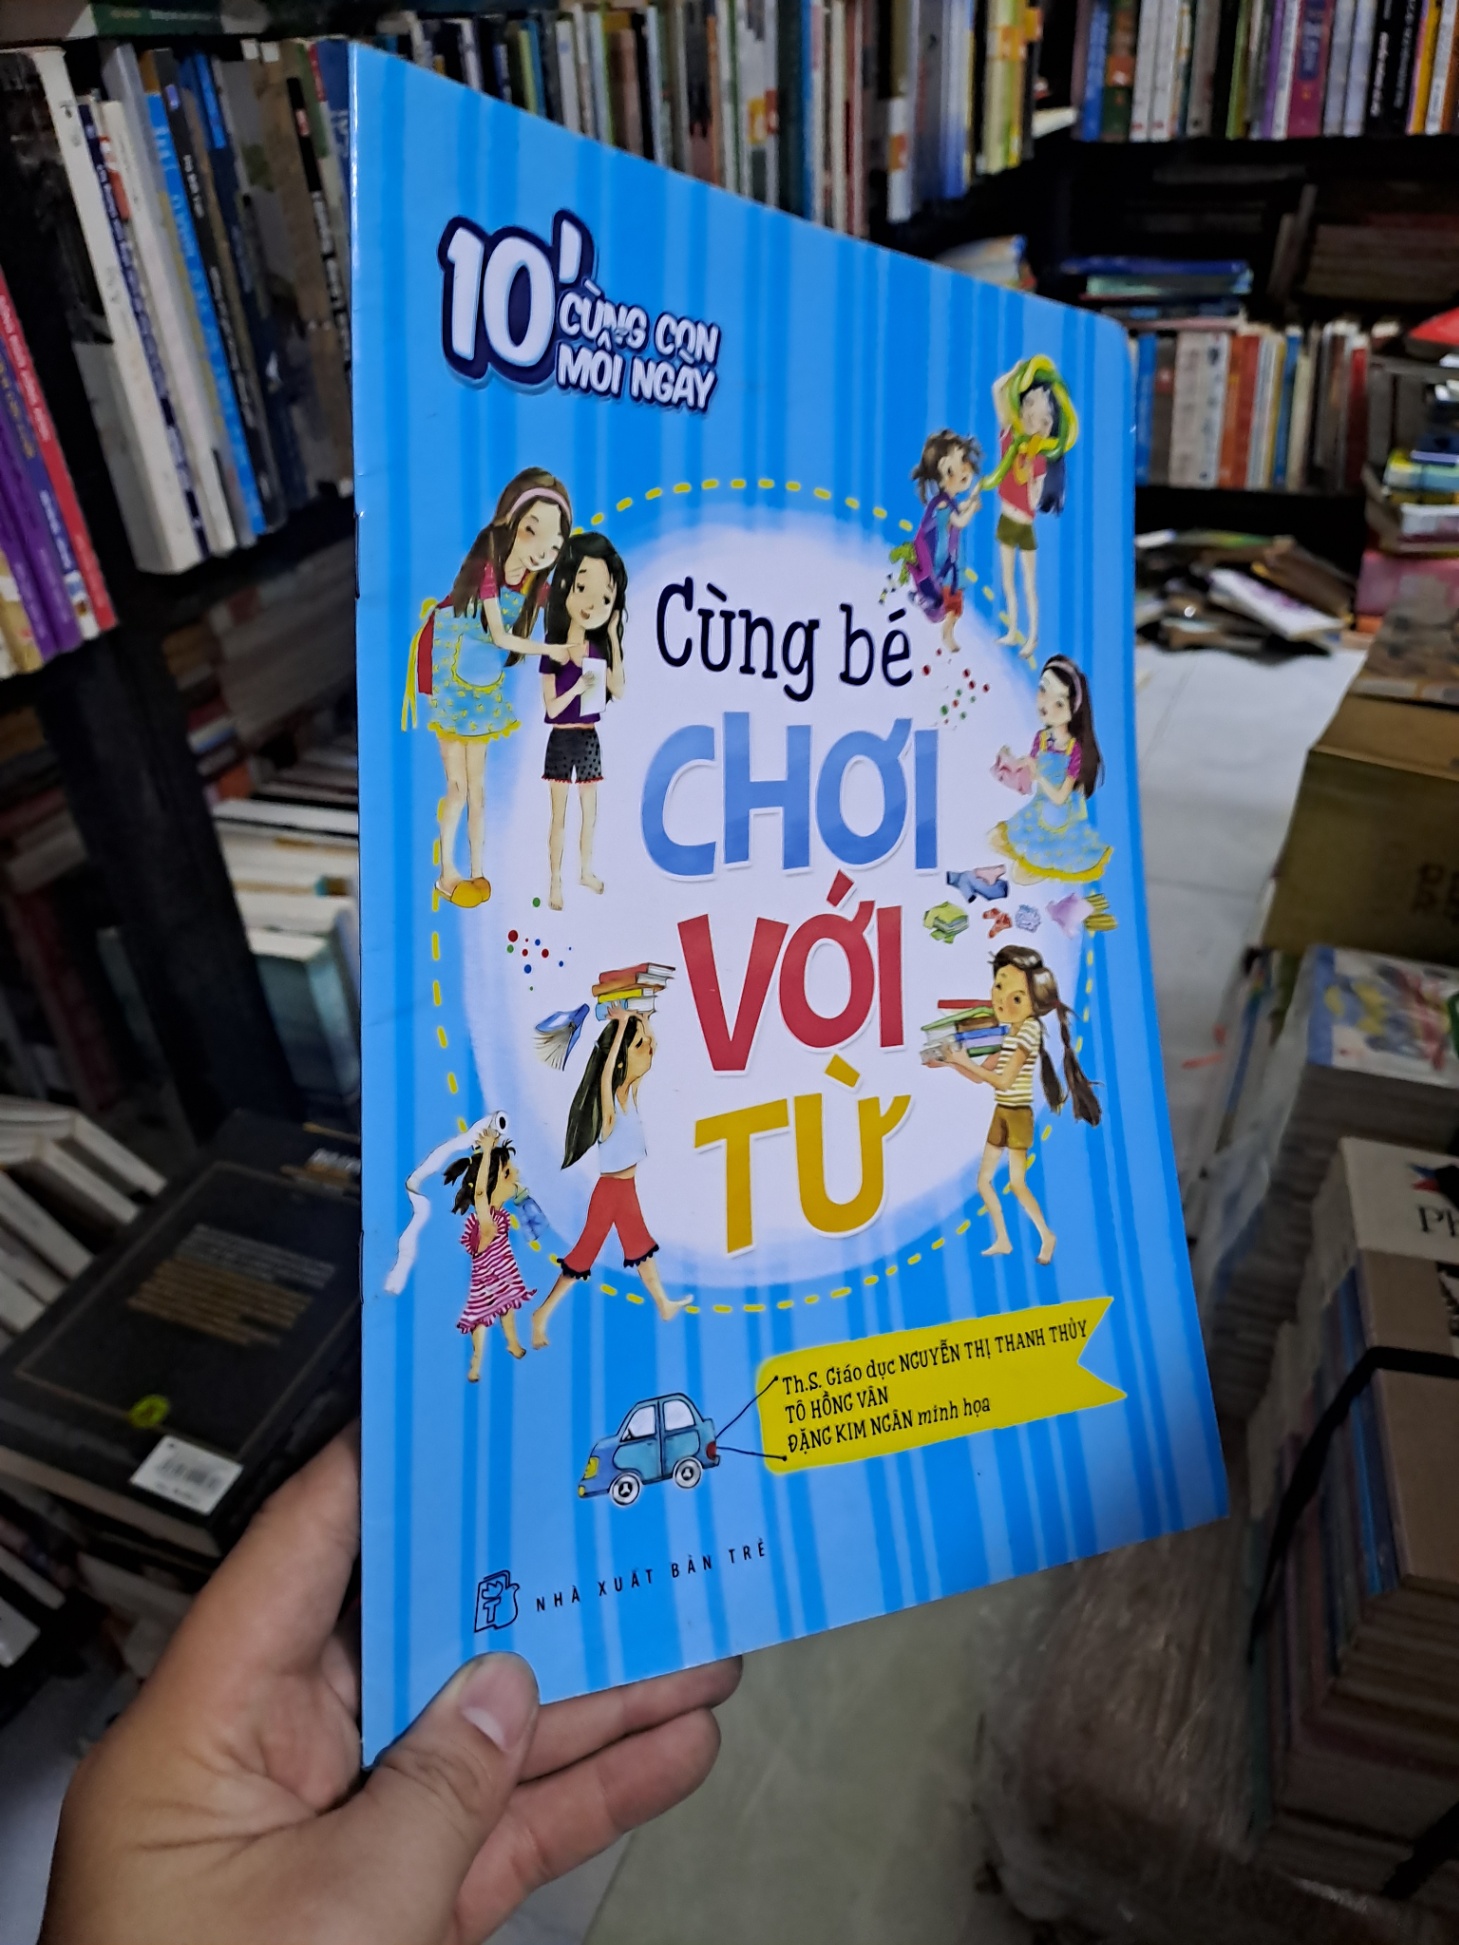 10'
CÙNG CON
MỖI NGÀY
Cùng bé
CHƠI
VỚI
TỪ
Th.S. Giáo dục NGUYỄN THỊ THANH THỦY
TÔ HỒNG VÂN
ĐẶNG KIM NGÂN minh họa
NHÀ XUẤT BẢN TRẺ